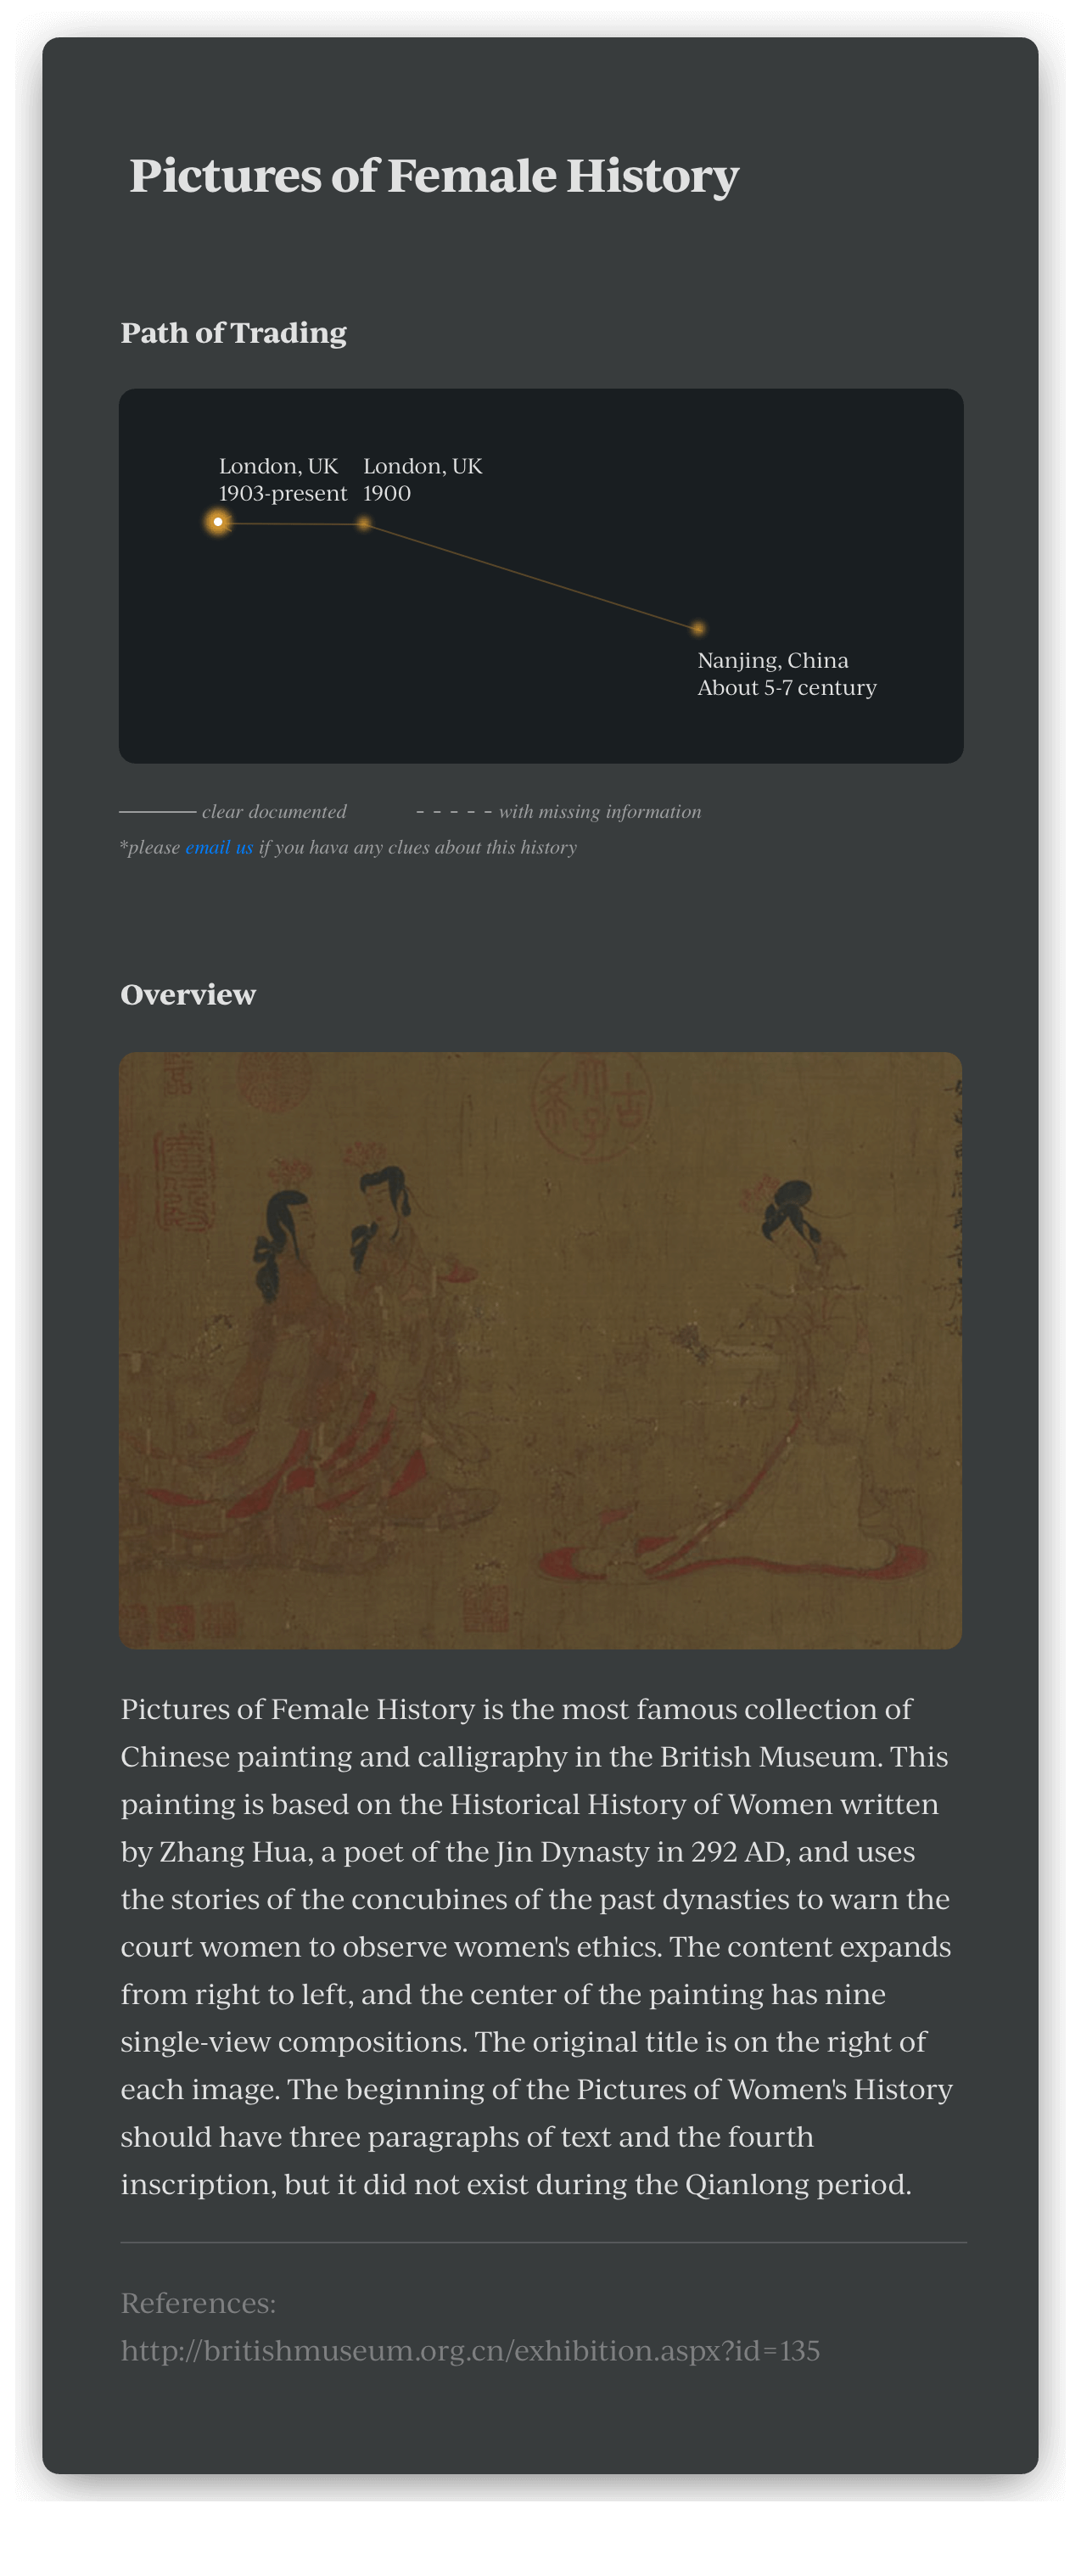 Pictures of Female History
Path of Trading
London, UK
1903-present
London, UK
1900
Nanjing, China
About 5-7 century
clear documented
with missing information
*please email us if you hava any clues about this history
Overview
古
希
子
Pictures of Female History is the most famous collection of
Chinese painting and calligraphy in the British Museum. This
painting is based on the Historical History of Women written
by Zhang Hua, a poet of the Jin Dynasty in 292 AD, and uses
the stories of the concubines of the past dynasties to warn the
court women to observe women's ethics. The content expands
from right to left, and the center of the painting has nine
single-view compositions. The original title is on the right of
each image. The beginning of the Pictures of Women's History
should have three paragraphs of text and the fourth
inscription, but it did not exist during the Qianlong period.
References:
http://britishmuseum.org.cn/exhibition.aspx?id=135